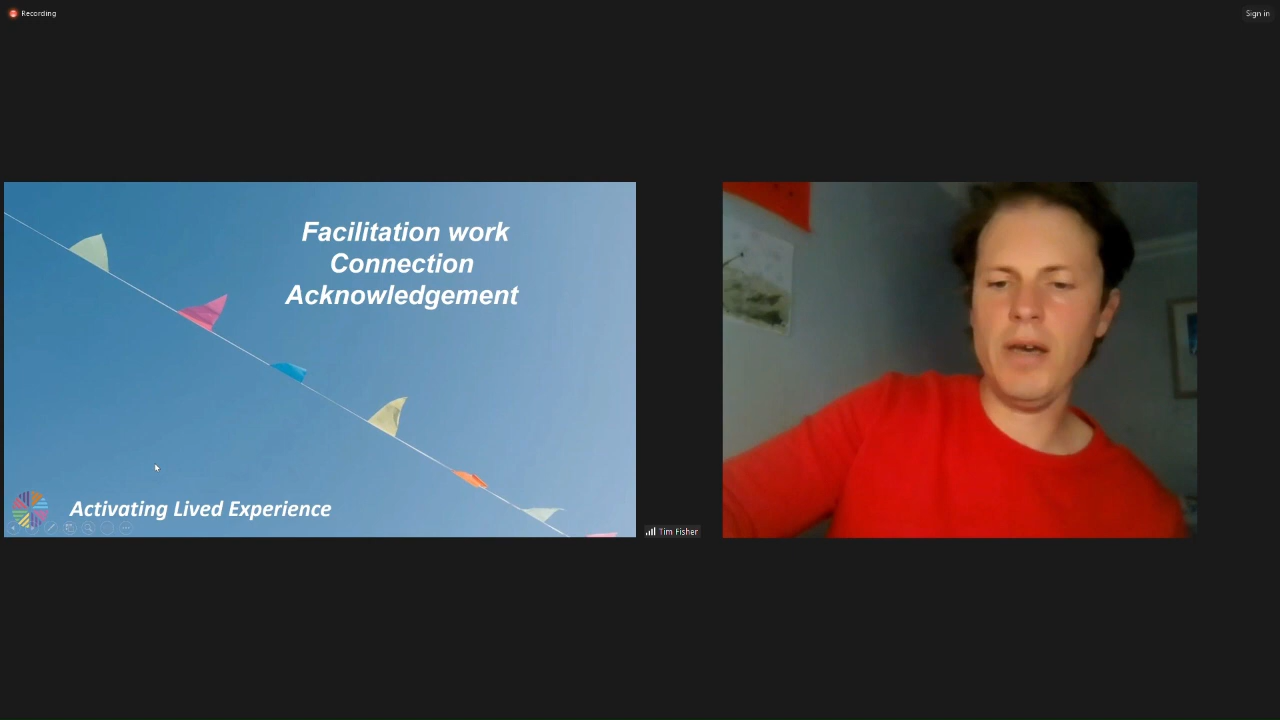 Recording
Sign in
Facilitation work
Connection
Acknowledgement
Activating Lived Experience
Tim Fisher